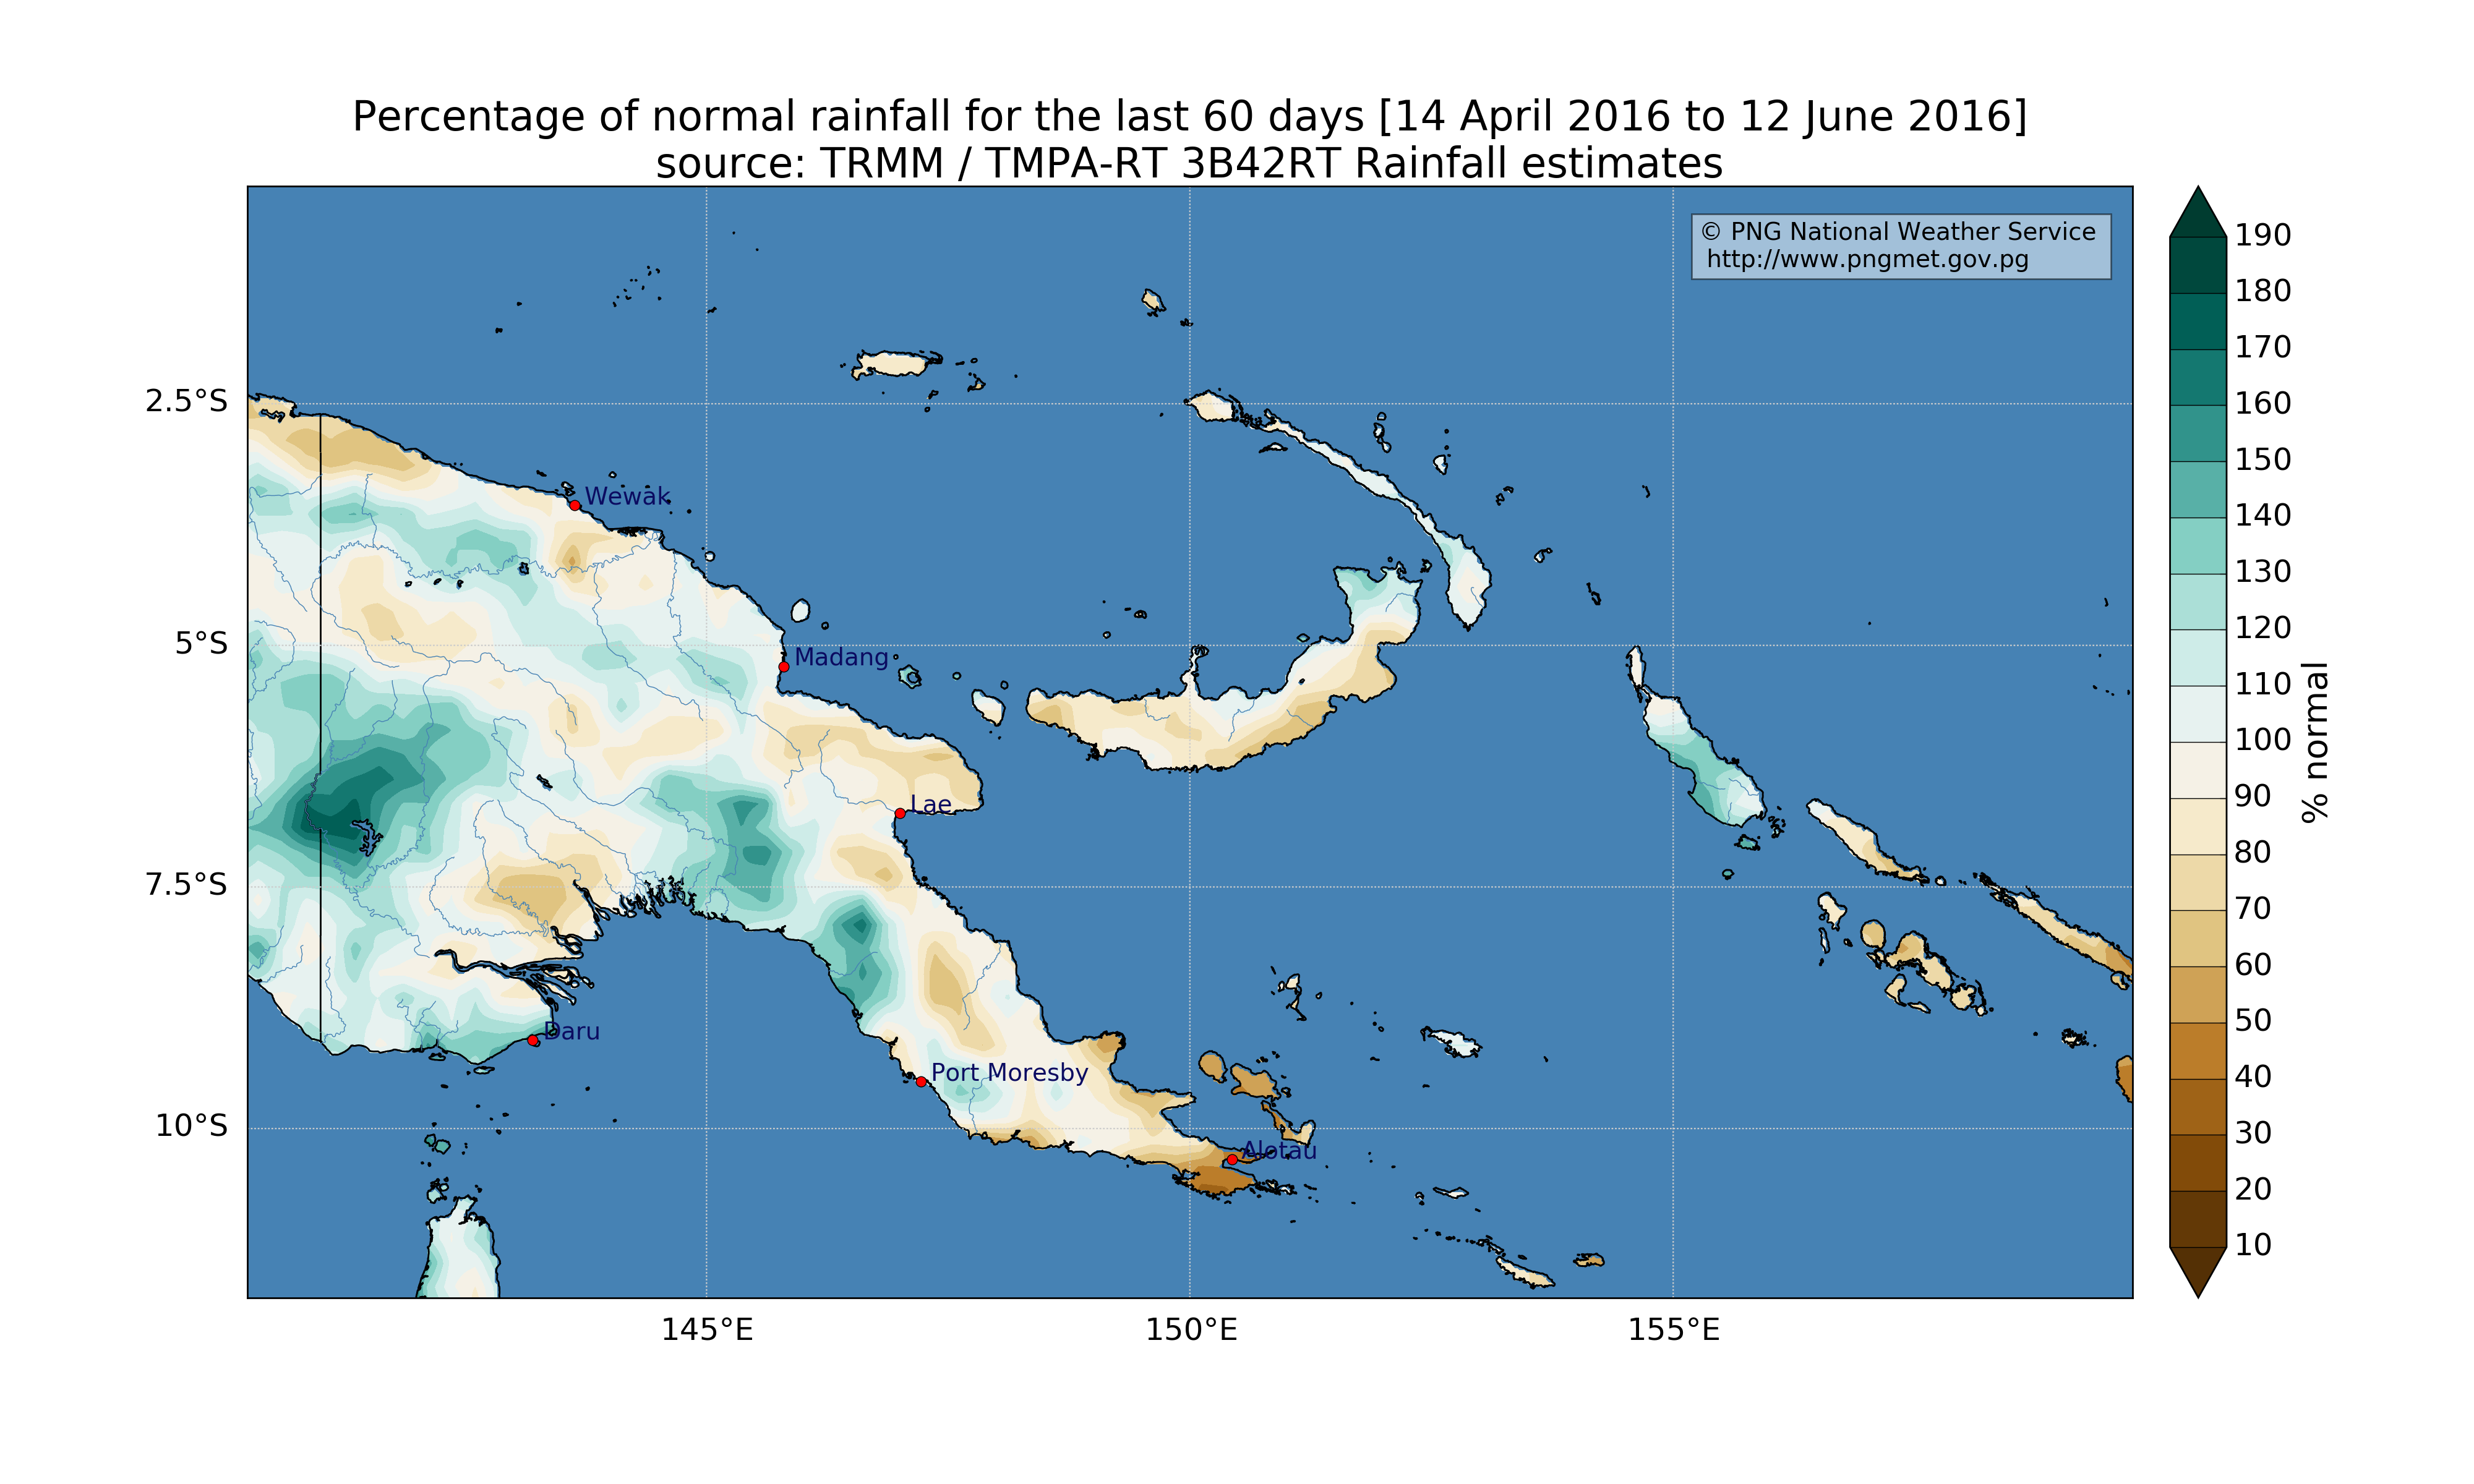 Percentage of normal rainfall for the last 60 days [14 April 2016 to 12 June 2016]
source: TRMM / TMPA-RT 3B42RT Rainfall estimates
© PNG National Weather Service
http://www.pngmet.gov.pg
2.5°S
5°S
7.5°S
10°S
Wewak
Madang
Lae
Daru
Port Moresby
Alotau
145°E
150°E
155°E
190
180
170
160
150
140
130
120
110
100
90
80
70
60
50
40
30
20
10
% normal